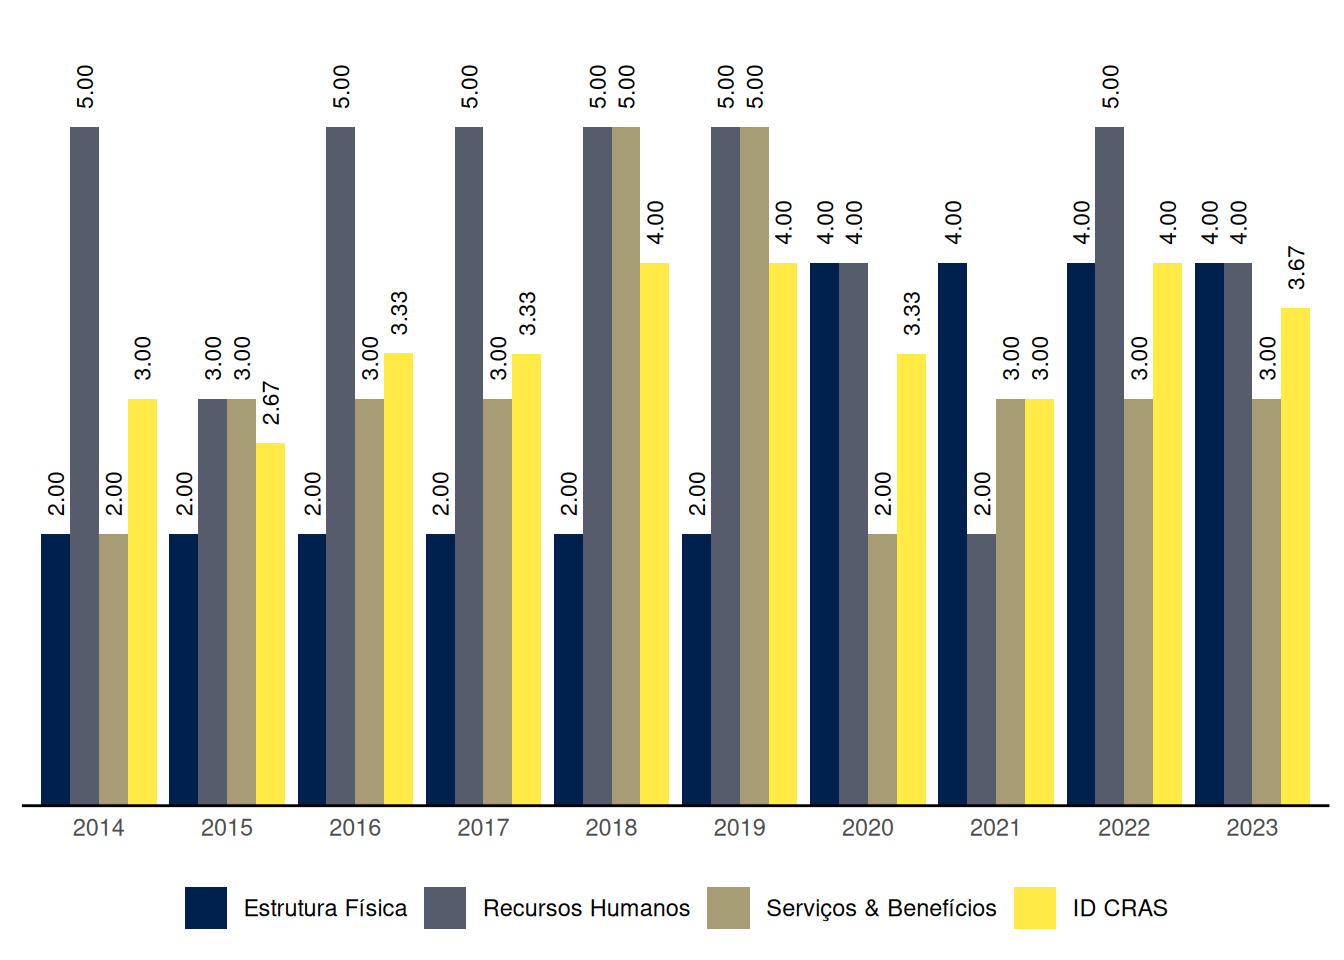 5.00 5.00 5.00 5.00 5.00 5.00 5.00 5.00
4.00 4.00 4.00 4.00 4.00 4.00 4.00 4.00 4.00
3.67
3.33 3.33 3.33
3.00 3.00 3.00 3.00 3.00 3.00 3.00 3.00 3.00
2.67
2.00 2.00 2.00 2.00 2.00 2.00 2.00 2.00 2.00
2014 2015 2016 2017 2018 2019 2020 2021 2022 2023
Estrutura Física Recursos Humanos Serviços & Benefícios ID CRAS